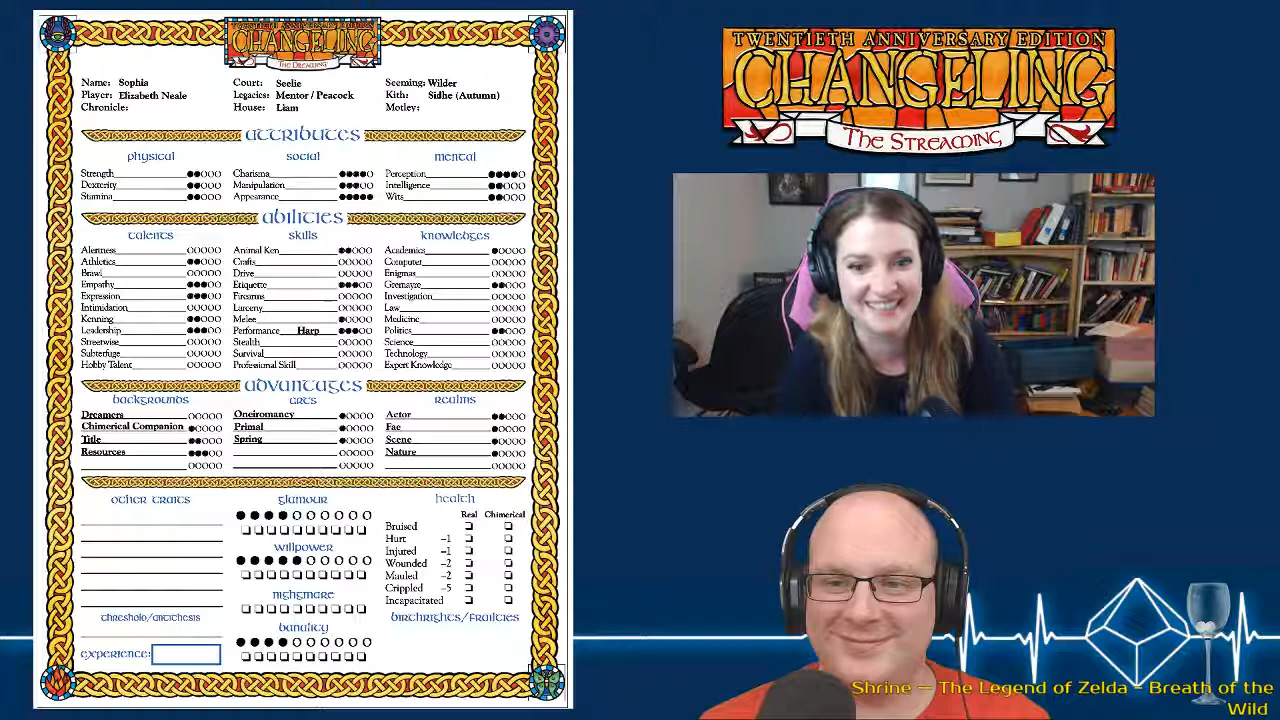 TWENTIETH ANNIVERSARY EDITION
CHANGELING
The Dreaming
Name: Sophia
Player: Elizabeth Neale
Chronicle:
Court: Seelie
Legacies: Mentor / Peacock
House: Liam
Seeming: Wilder
Kith: Sidhe (Autumn)
Motley:
attributes
physical
Strength
Dexterity
Stamina
social
Charisma
Manipulation
Appearance
mental
Perception
Intelligence
Wits
abilities
talents
Alertness
Athletics
Brawl
Empathy
Expression
Intimidation
Kenning
Leadership
Streetwise
Subterfuge
Hobby Talent
skills
Animal Ken
Crafts
Drive
Etiquette
Firearms
Larceny
Melee
Performance Harp
Stealth
Survival
Professional Skill
knowledges
Academics
Computer
Enigmas
Gremayre
Investigation
Law
Medicine
Politics
Science
Technology
Expert Knowledge
advantages
backgrounds
Dreamers
Chimerical Companion
Title
Resources
arts
Oneiromancy
Primal
Spring
realms
Actor
Fae
Scene
Nature
other traits
threshold/antithesis
experience:
glamour
willpower
nightmare
banality
health
Real Chimerical
Bruised
Hurt -1
Injured -1
Wounded -2
Mauled -2
Crippled -5
Incapacitated
birthrights/frailties
TWENTIETH ANNIVERSARY EDITION
CHANGELING
The Streaming
Shrine — The Legend of Zelda - Breath of the
Wild